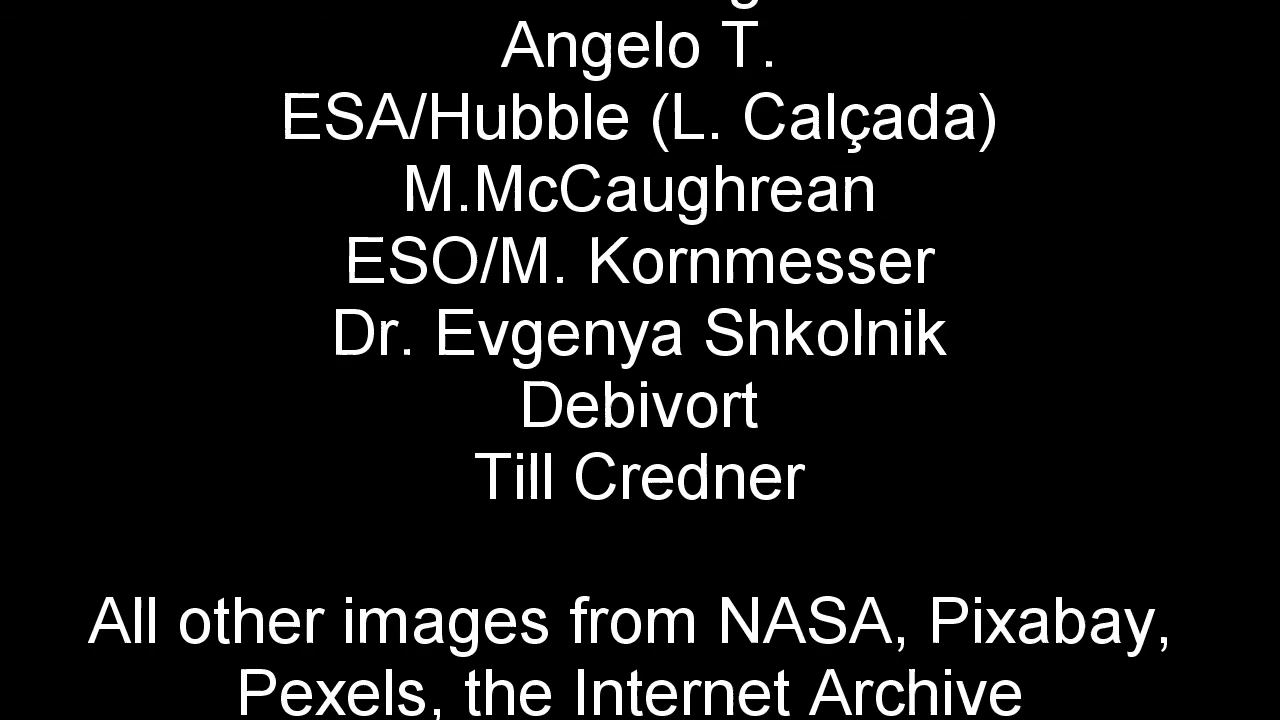 Angelo T.
ESA/Hubble (L. Calçada)
M.McCaughrean
ESO/M. Kornmesser
Dr. Evgenya Shkolnik
Debivort
Till Credner
All other images from NASA, Pixabay,
Pexels, the Internet Archive